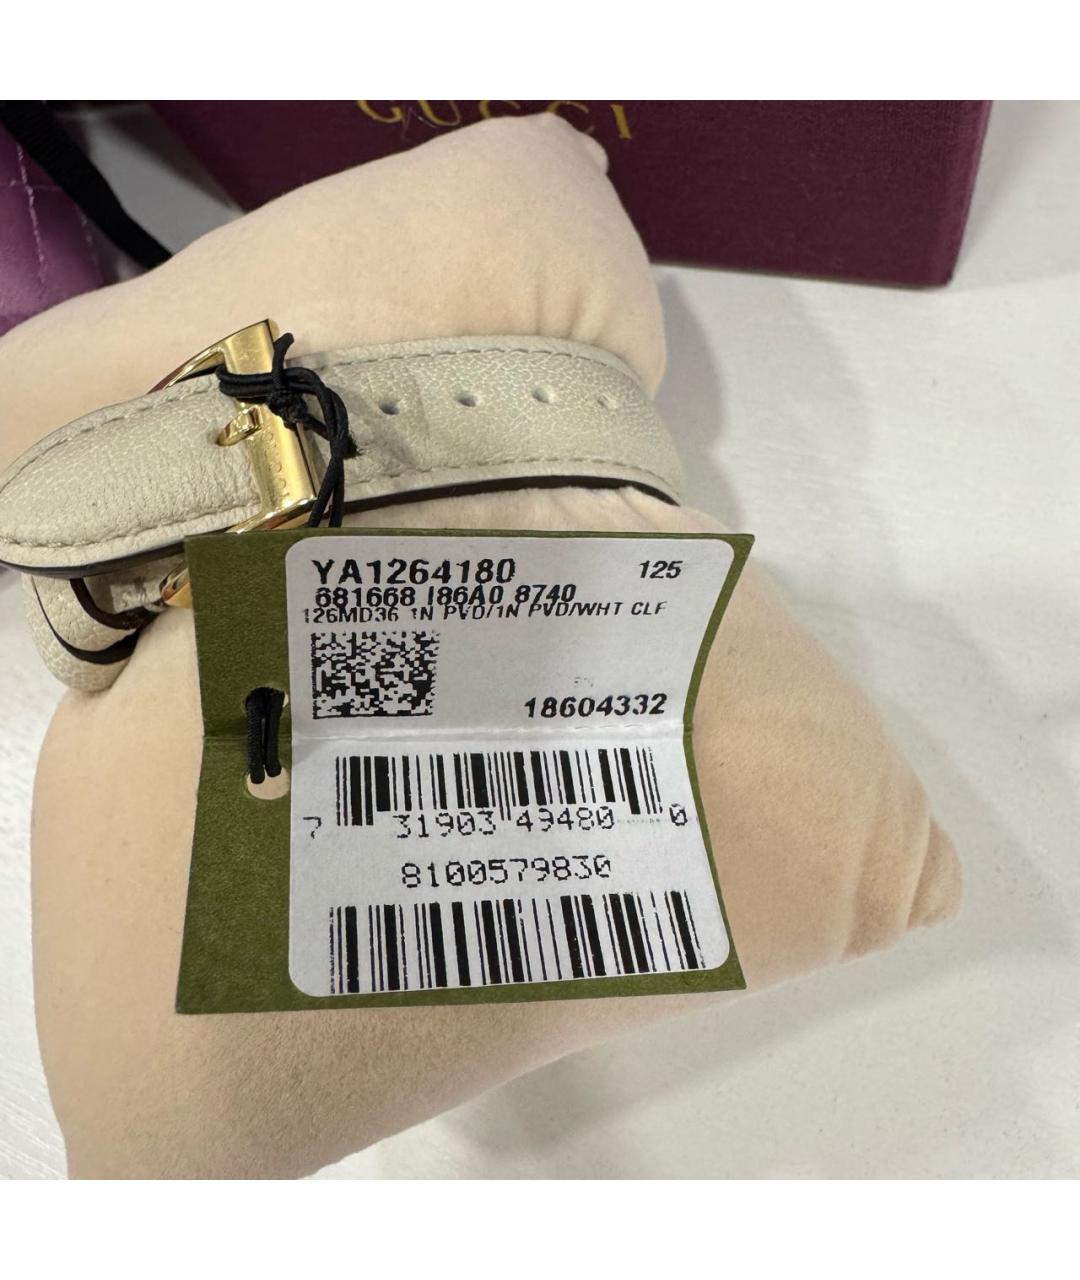 GUCCI
GUCCI
YA1264180 125
681668 I86A0 8740
126MD36 1N PVD/1N PVD/WHT CLF
18604332
7 31903 49480 0
8100579830